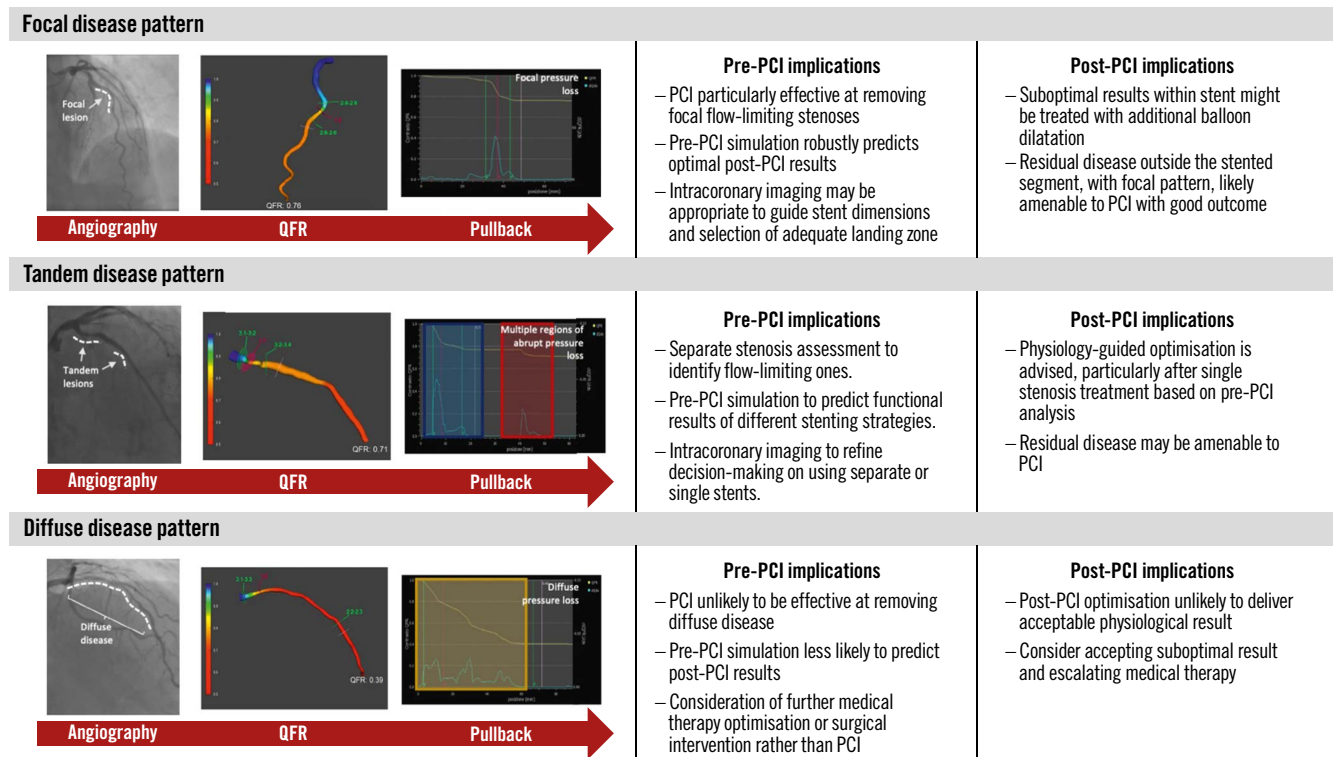 Focal disease pattern
Focal
lesion
2.6-2.9
2.6-2.0
QFR: 0.76
Focal pressure
loss
Angiography
QFR
Pullback
Pre-PCI implications
– PCI particularly effective at removing
focal flow-limiting stenoses
– Pre-PCI simulation robustly predicts
optimal post-PCI results
– Intracoronary imaging may be
appropriate to guide stent dimensions
and selection of adequate landing zone
Post-PCI implications
– Suboptimal results within stent might
be treated with additional balloon
dilatation
– Residual disease outside the stented
segment, with focal pattern, likely
amenable to PCI with good outcome
Tandem disease pattern
Tandem
lesions
QFR: 0.71
Multiple regions of
abrupt pressure
loss
Angiography
QFR
Pullback
Pre-PCI implications
– Separate stenosis assessment to
identify flow-limiting ones.
– Pre-PCI simulation to predict functional
results of different stenting strategies.
– Intracoronary imaging to refine
decision-making on using separate or
single stents.
Post-PCI implications
– Physiology-guided optimisation is
advised, particularly after single
stenosis treatment based on pre-PCI
analysis
– Residual disease may be amenable to
PCI
Diffuse disease pattern
Diffuse
disease
QFR: 0.39
Diffuse
pressure loss
Angiography
QFR
Pullback
Pre-PCI implications
– PCI unlikely to be effective at removing
diffuse disease
– Pre-PCI simulation less likely to predict
post-PCI results
– Consideration of further medical
therapy optimisation or surgical
intervention rather than PCI
Post-PCI implications
– Post-PCI optimisation unlikely to deliver
acceptable physiological result
– Consider accepting suboptimal result
and escalating medical therapy